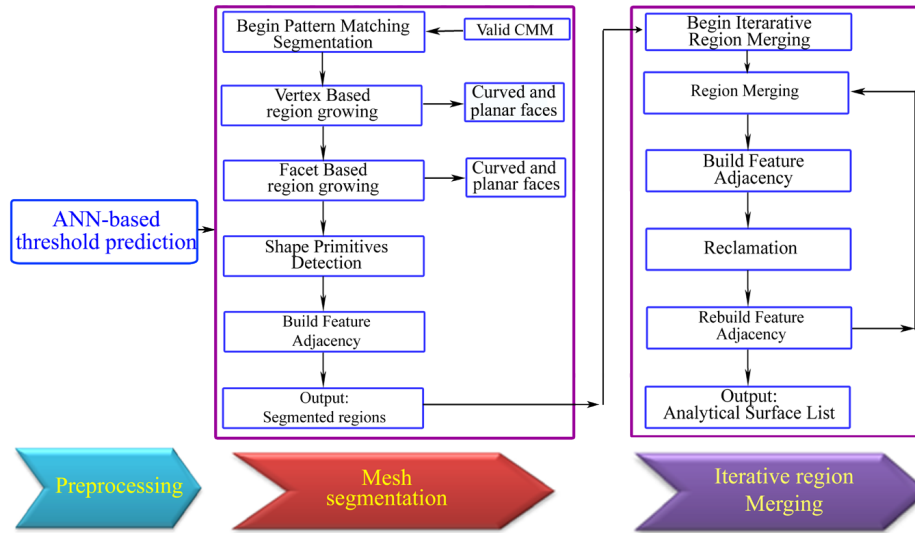 ANN-based
threshold prediction
Begin Pattern Matching
Segmentation
Valid CMM
Vertex Based
region growing
Curved and
planar faces
Facet Based
region growing
Curved and
planar faces
Shape Primitives
Detection
Build Feature
Adjacency
Output:
Segmented regions
Begin Iterarative
Region Merging
Region Merging
Build Feature
Adjacency
Reclamation
Rebuild Feature
Adjacency
Output:
Analytical Surface List
Preprocessing
Mesh
segmentation
Iterative region
Merging